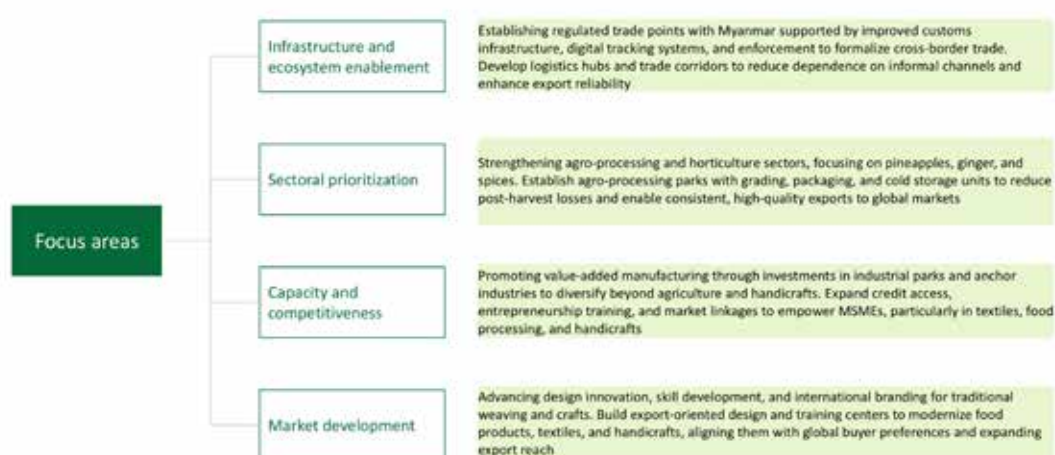 Focus areas
Infrastructure and
ecosystem enablement
Establishing regulated trade points with Myanmar supported by improved customs
infrastructure, digital tracking systems, and enforcement to formalize cross-border trade.
Develop logistics hubs and trade corridors to reduce dependence on informal channels and
enhance export reliability
Sectoral prioritization
Strengthening agro-processing and horticulture sectors, focusing on pineapples, ginger, and
spices. Establish agro-processing parks with grading, packaging, and cold storage units to reduce
post-harvest losses and enable consistent, high-quality exports to global markets
Capacity and
competitiveness
Promoting value-added manufacturing through investments in industrial parks and anchor
industries to diversify beyond agriculture and handicrafts. Expand credit access,
entrepreneurship training, and market linkages to empower MSMEs, particularly in textiles, food
processing, and handicrafts
Market development
Advancing design innovation, skill development, and international branding for traditional
weaving and crafts. Build export-oriented design and training centers to modernize food
products, textiles, and handicrafts, aligning them with global buyer preferences and expanding
export reach